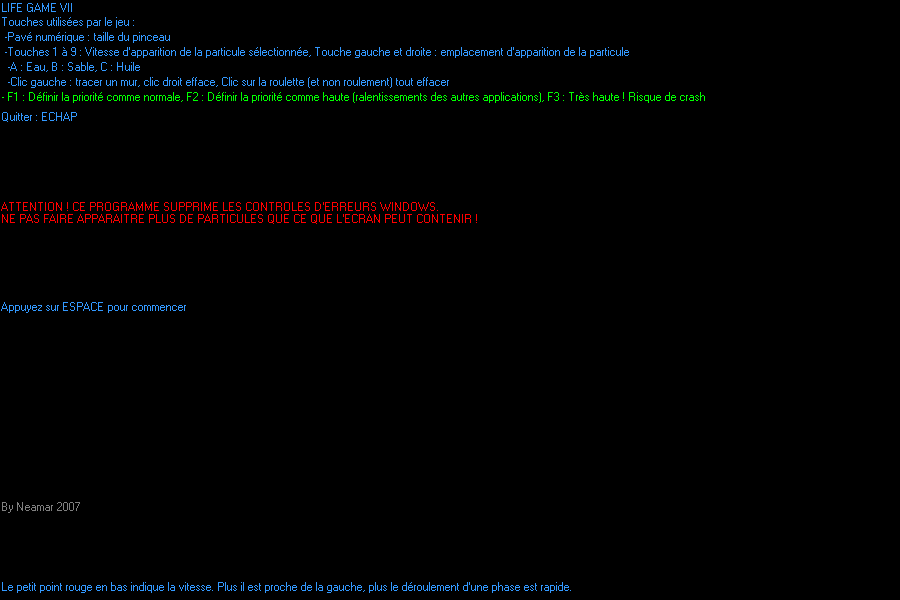 LIFE GAME VII
Touches utilisées par le jeu :
-Pavé numérique : taille du pinceau
-Touches 1 à 9 : Vitesse d'apparition de la particule sélectionnée, Touche gauche et droite : emplacement d'apparition de la particule
-A : Eau, B : Sable, C : Huile
-Clic gauche : tracer un mur, clic droit efface, Clic sur la roulette (et non roulement) tout effacer
- F1 : Définir la priorité comme normale, F2 : Définir la priorité comme haute (ralentissements des autres applications), F3 : Très haute ! Risque de crash
Quitter : ECHAP
ATTENTION ! CE PROGRAMME SUPPRIME LES CONTROLES D'ERREURS WINDOWS.
NE PAS FAIRE APPARAITRE PLUS DE PARTICULES QUE CE QUE L'ECRAN PEUT CONTENIR !
Appuyez sur ESPACE pour commencer
By Neamar 2007
Le petit point rouge en bas indique la vitesse. Plus il est proche de la gauche, plus le déroulement d'une phase est rapide.